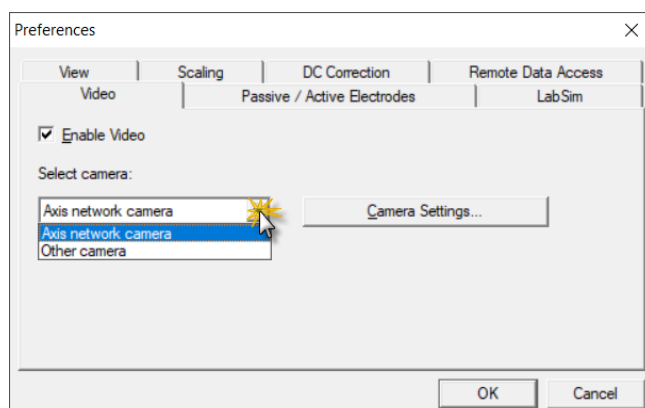 Preferences
View Scaling DC Correction Remote Data Access
Video Passive / Active Electrodes LabSim
Enable Video
Select camera:
Axis network camera Camera Settings...
Axis network camera
Other camera
OK Cancel